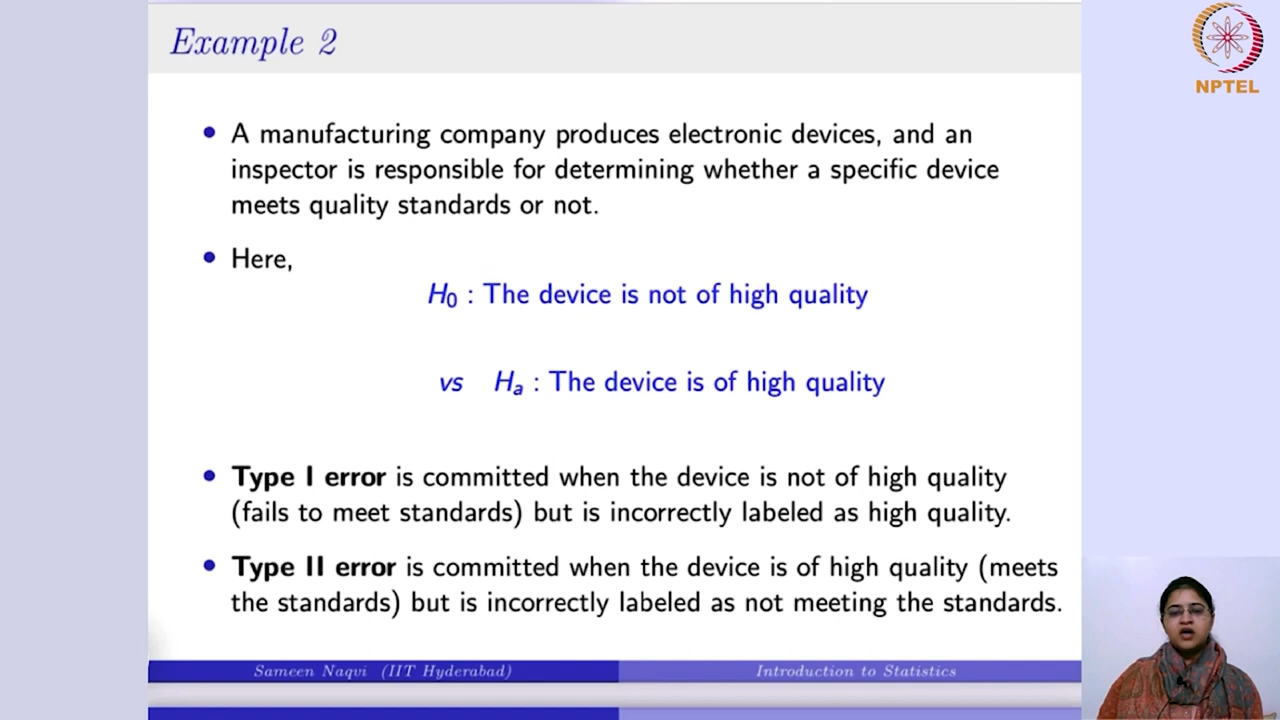 Example 2
NPTEL
• A manufacturing company produces electronic devices, and an
inspector is responsible for determining whether a specific device
meets quality standards or not.
• Here,
H₀ : The device is not of high quality
vs Hₐ : The device is of high quality
• Type I error is committed when the device is not of high quality
(fails to meet standards) but is incorrectly labeled as high quality.
• Type II error is committed when the device is of high quality (meets
the standards) but is incorrectly labeled as not meeting the standards.
Sameen Naqvi (IIT Hyderabad)
Introduction to Statistics